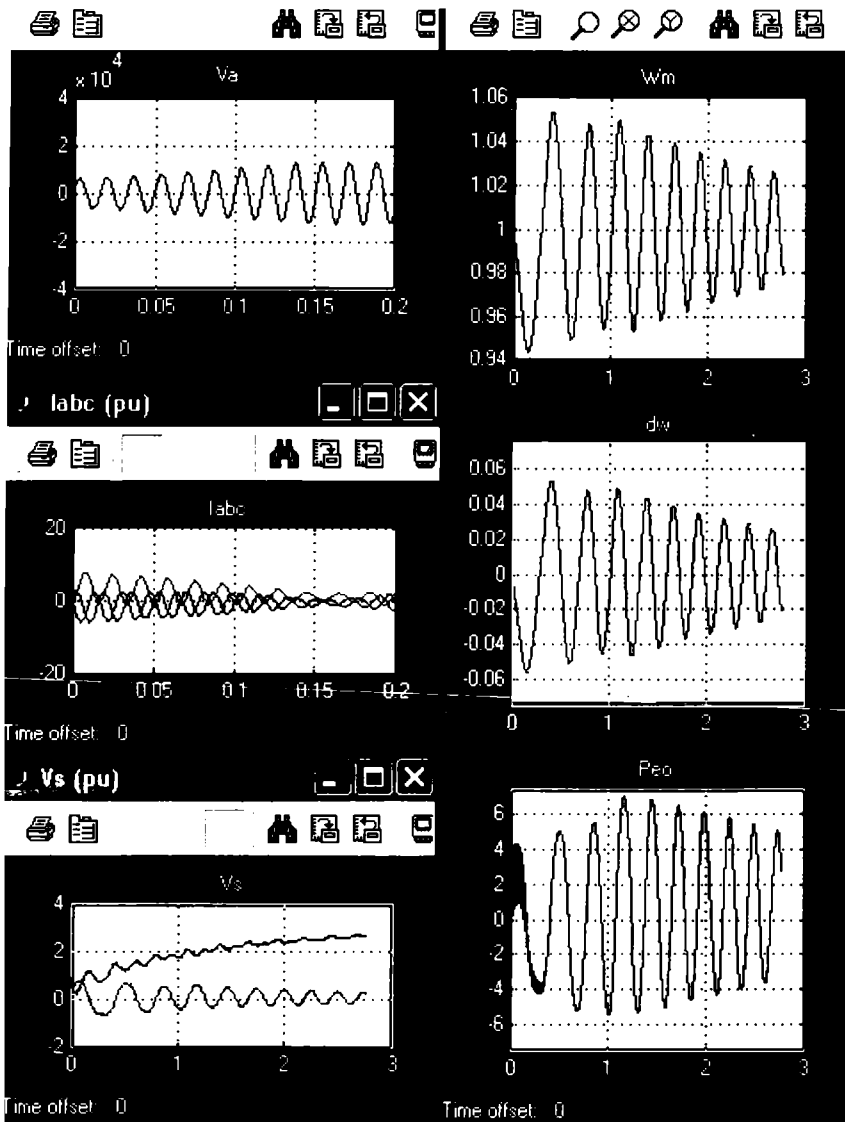 Va
x 10^4
4
2
0
-2
-4
0 0.05 0.1 0.15 0.2
Time offset: 0
Iabc (pu)
Iabc
20
0
-20
0 0.05 0.1 0.15 0.2
Time offset: 0
Vs (pu)
Vs
4
2
0
-2
0 1 2 3
Time offset: 0
Wm
1.06
1.04
1.02
1
0.98
0.96
0.94
0 1 2 3
dw
0.06
0.04
0.02
0
-0.02
-0.04
-0.06
0 1 2 3
Peo
6
4
2
0
-2
-4
-6
0 1 2 3
Time offset: 0